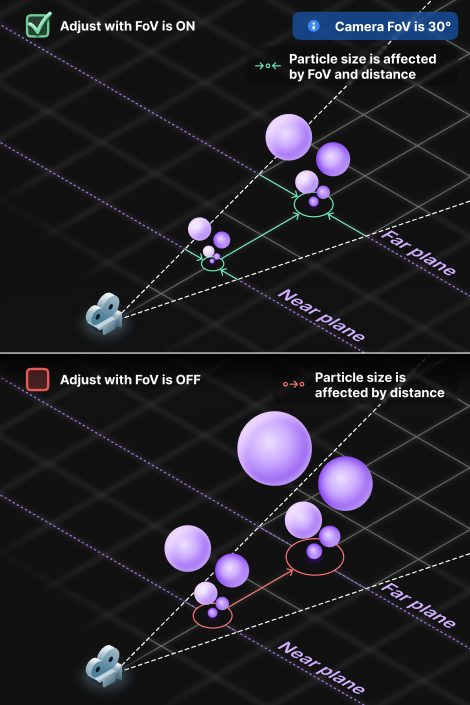 Adjust with FoV is ON
Camera FoV is 30°
Particle size is affected
by FoV and distance
Far plane
Near plane
Adjust with FoV is OFF
Particle size is
affected by distance
Far plane
Near plane